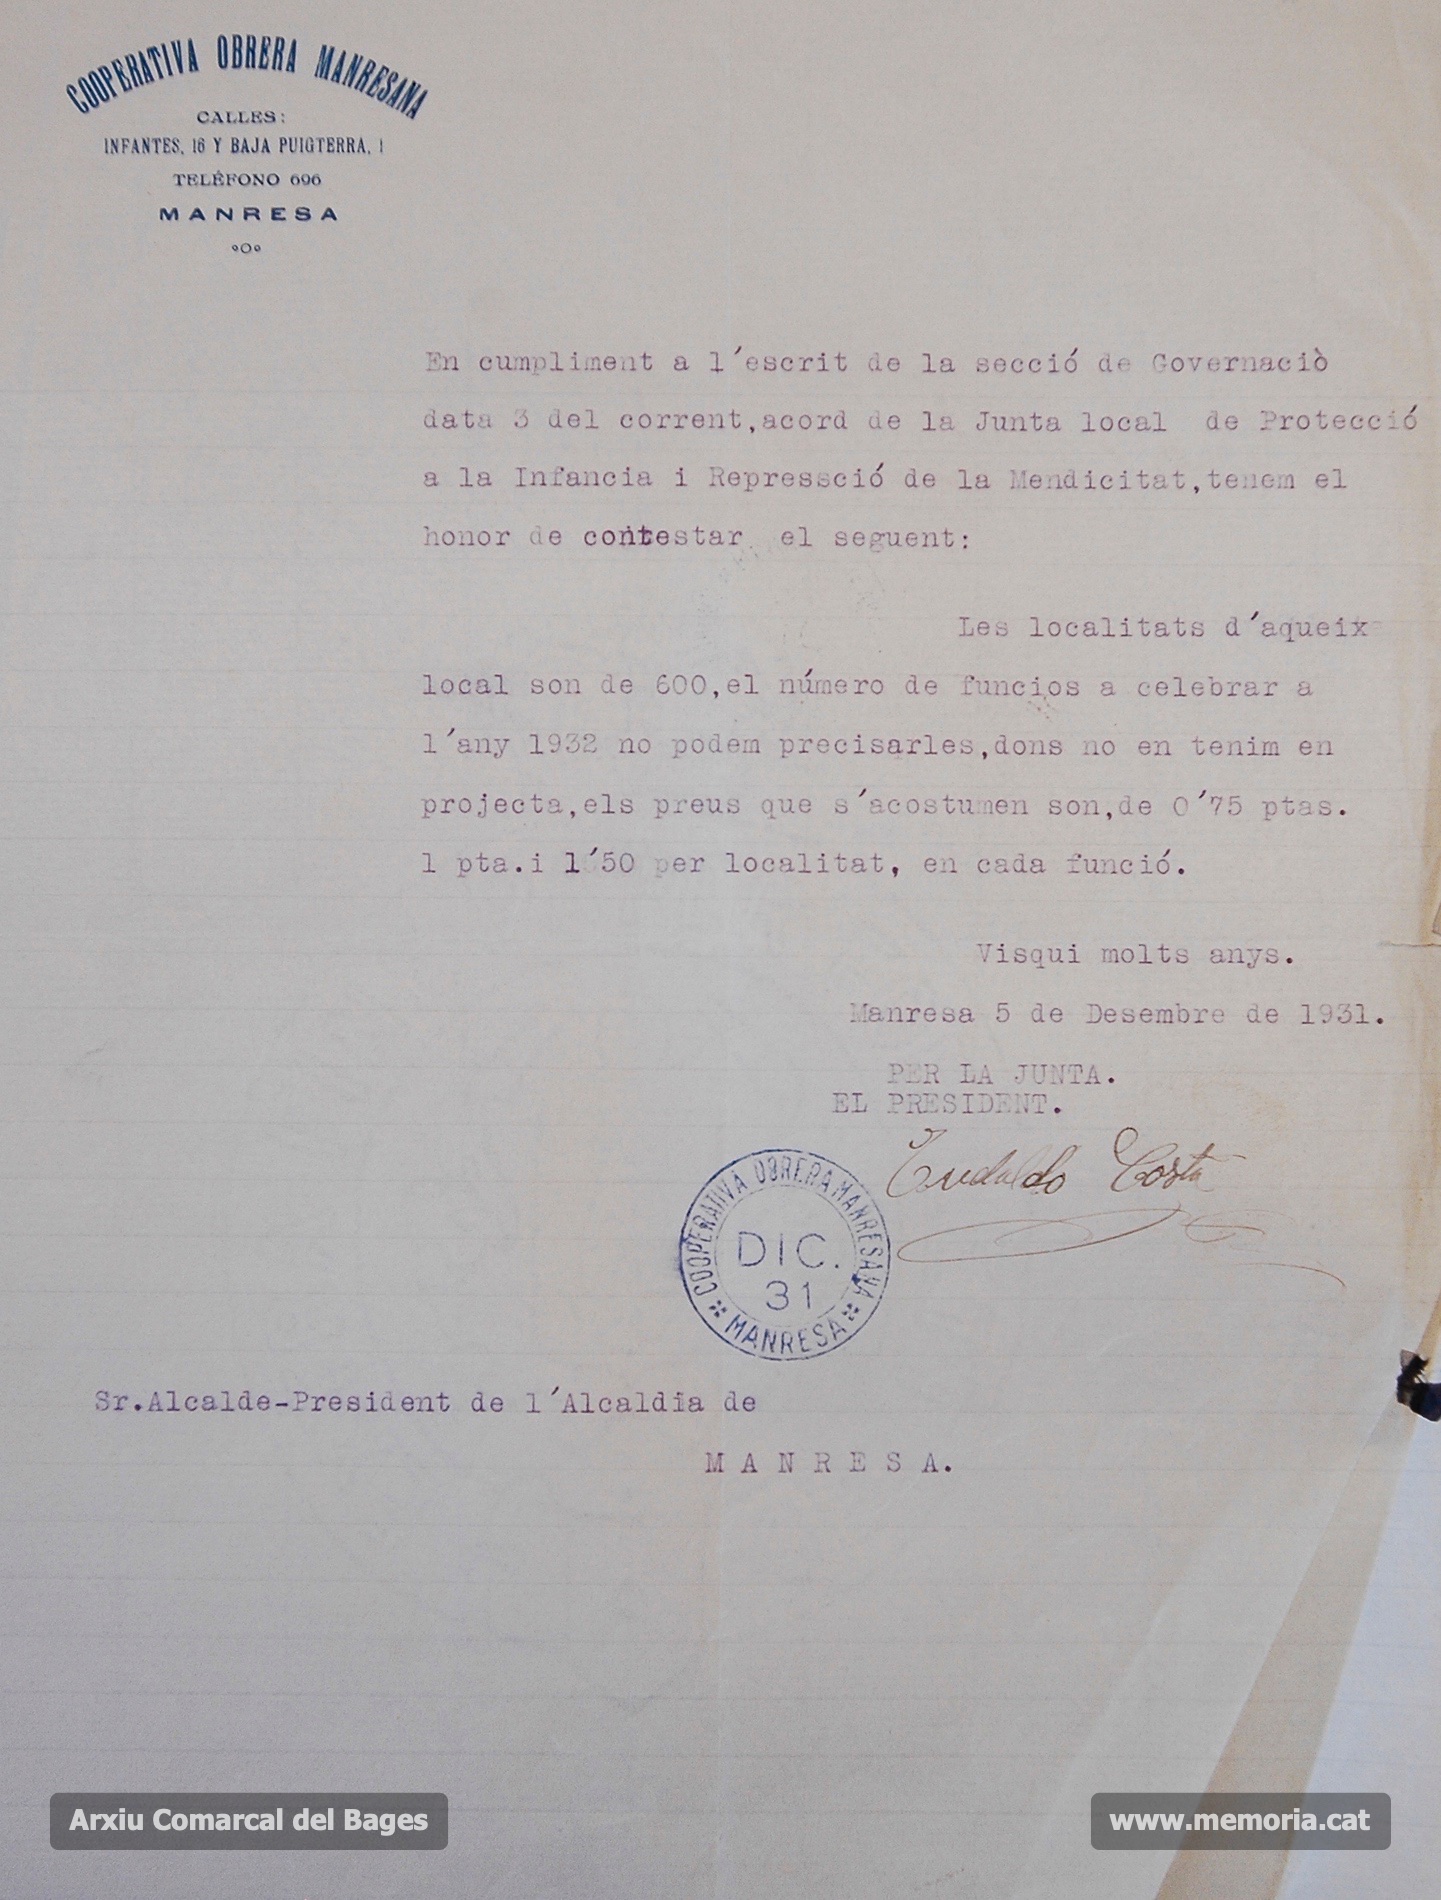 COOPERATIVA OBRERA MANRESANA
CALLES:
INFANTES, 16 Y BAJA PUIGTERRA, 1
TELÉFONO 696
MANRESA
En cumpliment a l'escrit de la secció de Governaciò
data 3 del corrent,acord de la Junta local de Protecció
a la Infancia i Represscció de la Mendicitat,tenem el
honor de contestar el seguent:
Les localitats d'aqueix
local son de 600,el número de funcios a celebrar a
l'any 1932 no podem precisarles,dons no en tenim en
projecta,els preus que s'acostumen son,de 0'75 ptas.
1 pta.i 1'50 per localitat, en cada funció.
Visqui molts anys.
Manresa 5 de Desembre de 1931.
PER LA JUNTA.
EL PRESIDENT.
Tudaldo Costa
COOPERATIVA OBRERA MANRESANA
DIC.
31
MANRESA
Sr.Alcalde-President de l'Alcaldia de
M A N R E S A.
Arxiu Comarcal del Bages
www.memoria.cat